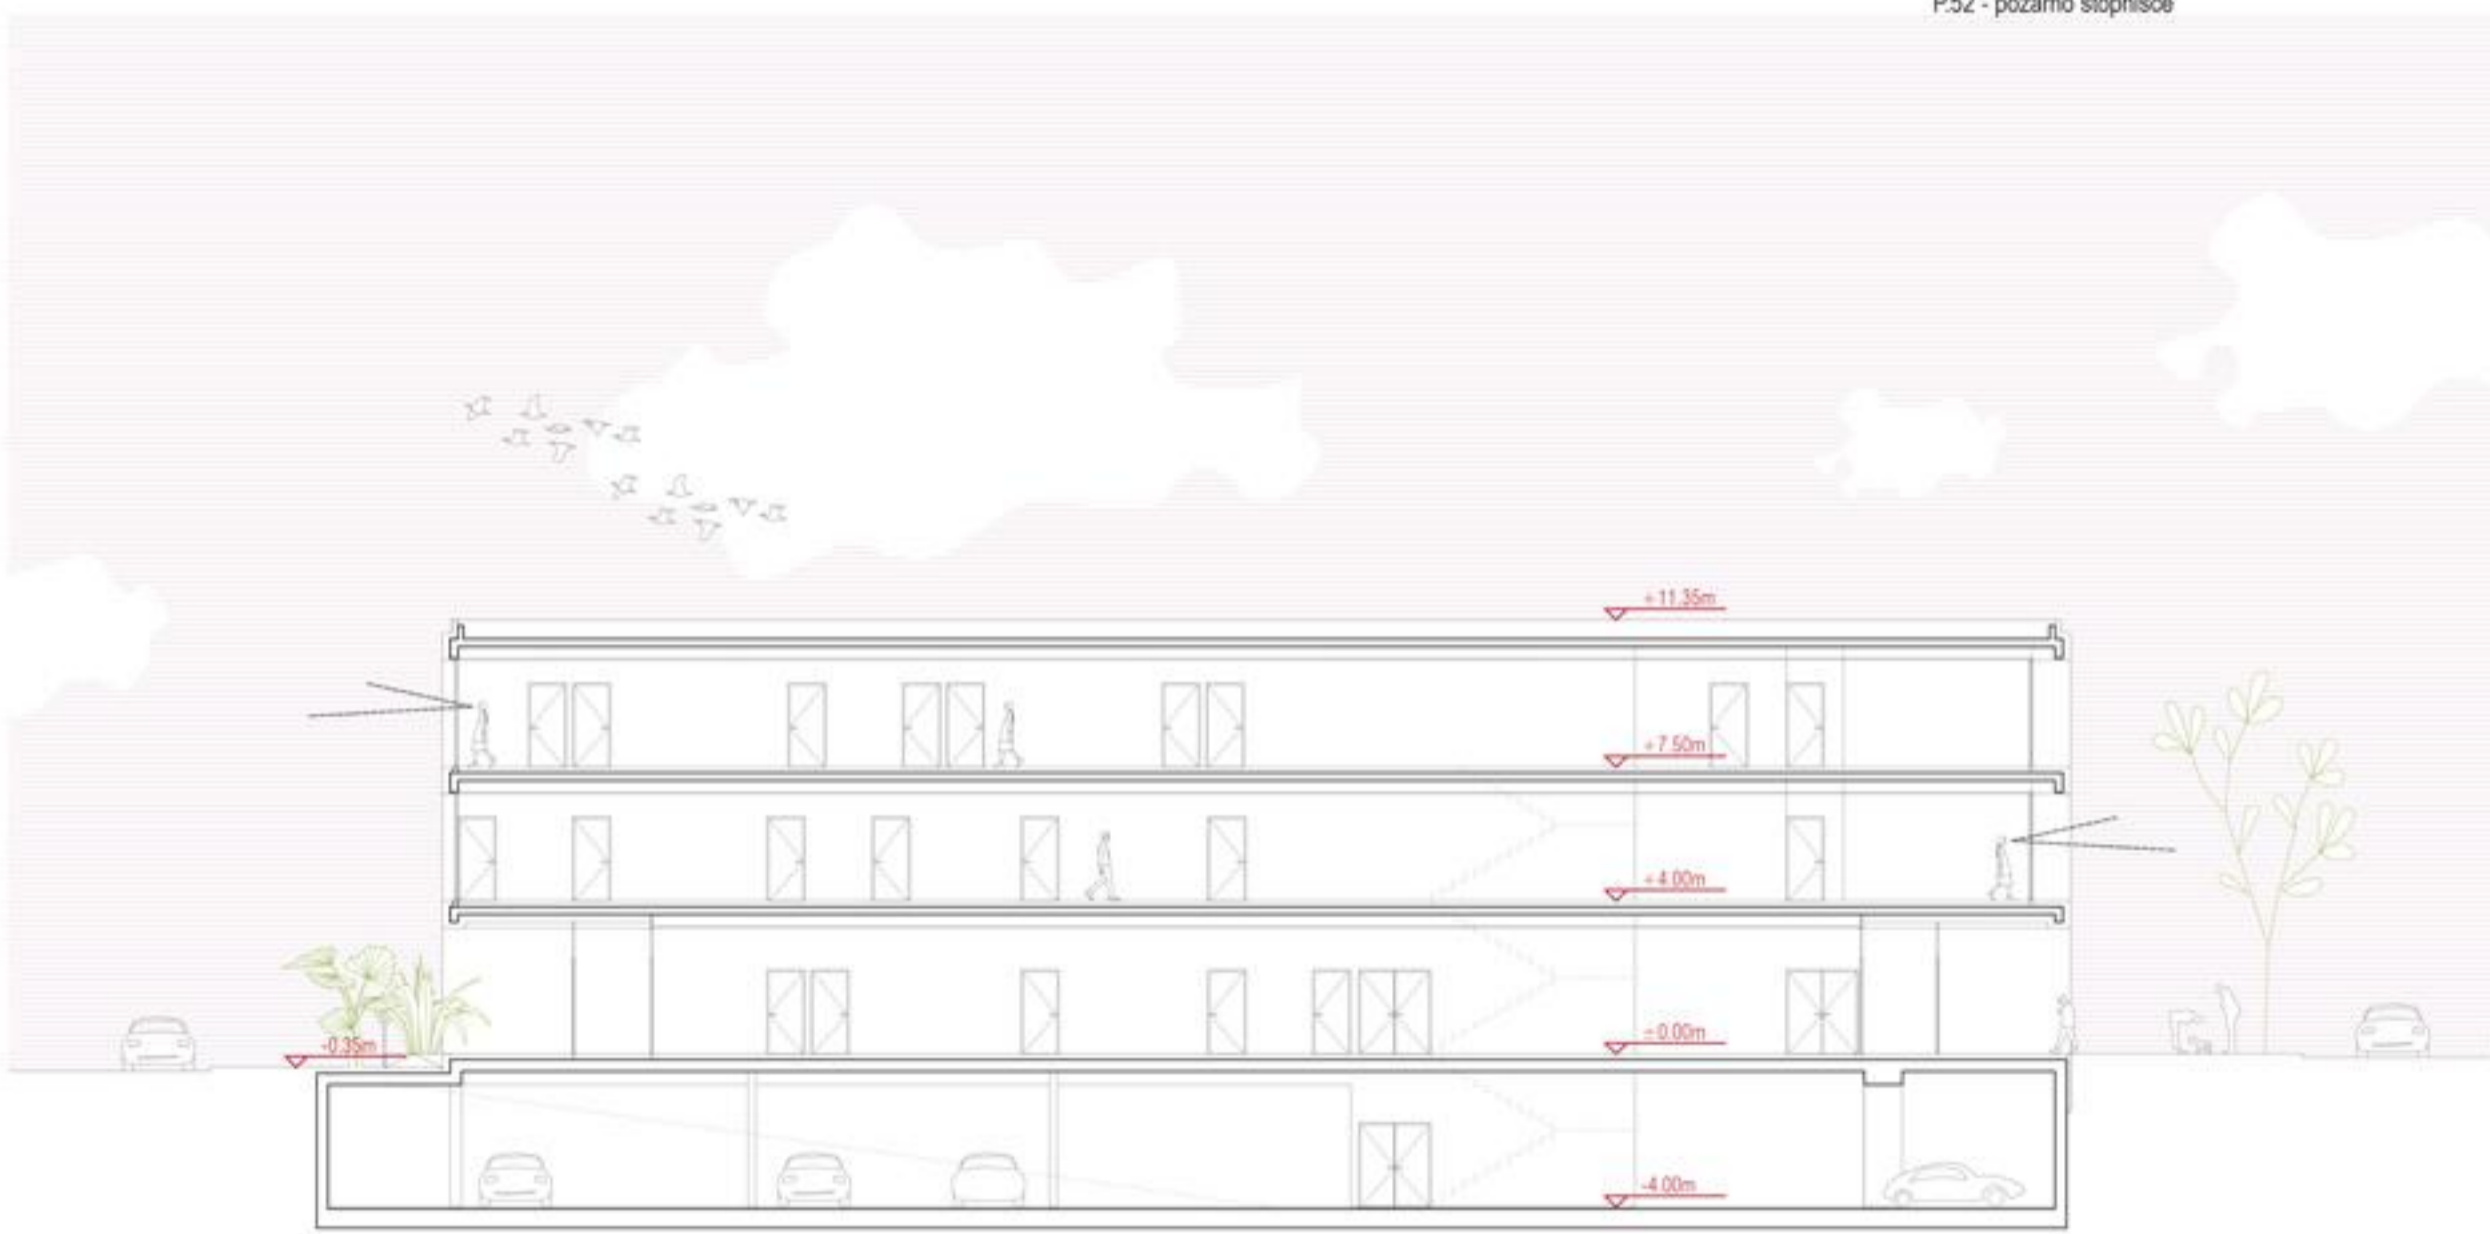 P.52 - požarno stopnišče
+11.35m
+7.50m
+4.00m
-0.35m
±0.00m
-4.00m